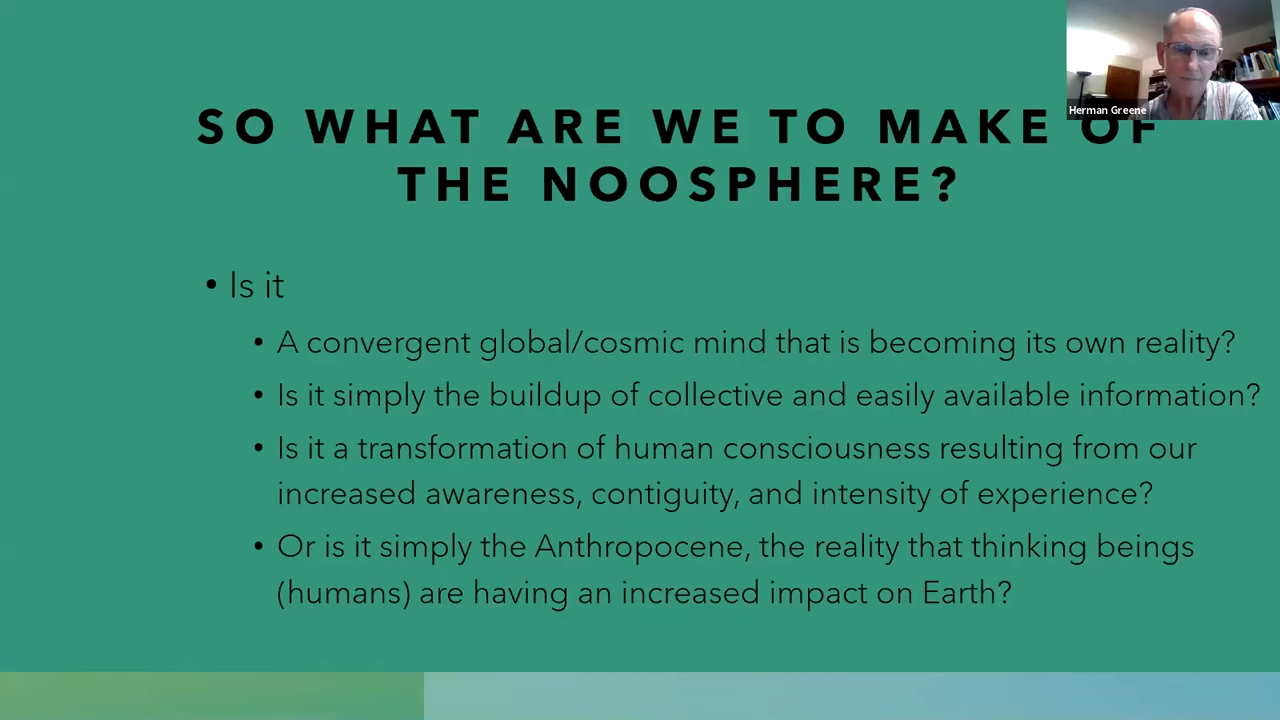 SO WHAT ARE WE TO MAKE OF
THE NOOSPHERE?
Herman Greene
• Is it
• A convergent global/cosmic mind that is becoming its own reality?
• Is it simply the buildup of collective and easily available information?
• Is it a transformation of human consciousness resulting from our
increased awareness, contiguity, and intensity of experience?
• Or is it simply the Anthropocene, the reality that thinking beings
(humans) are having an increased impact on Earth?